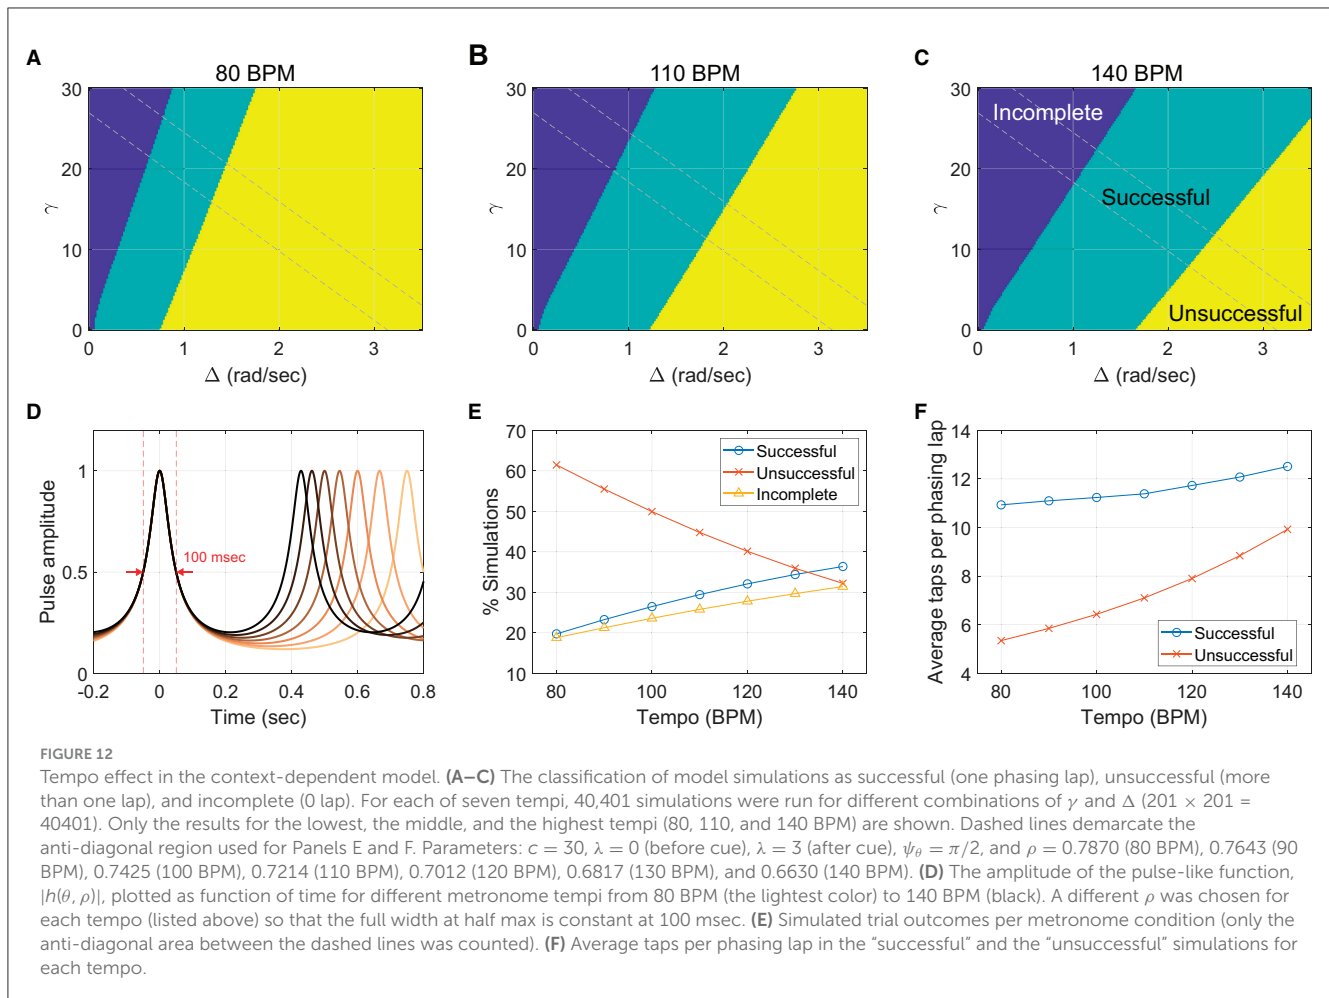 A
80 BPM
30
20
10
0
γ
0
1
2
3
Δ (rad/sec)
B
110 BPM
30
20
10
0
γ
0
1
2
3
Δ (rad/sec)
C
140 BPM
30
20
10
0
γ
Incomplete
Successful
Unsuccessful
0
1
2
3
Δ (rad/sec)
D
1
0.5
0
Pulse amplitude
100 msec
-0.2
0
0.2
0.4
0.6
0.8
Time (sec)
E
70
60
50
40
30
20
10
% Simulations
Successful
Unsuccessful
Incomplete
80
100
120
140
Tempo (BPM)
F
14
12
10
8
6
4
Average taps per phasing lap
Successful
Unsuccessful
80
100
120
140
Tempo (BPM)
FIGURE 12
Tempo effect in the context-dependent model. (A–C) The classification of model simulations as successful (one phasing lap), unsuccessful (more
than one lap), and incomplete (0 lap). For each of seven tempi, 40,401 simulations were run for different combinations of γ and Δ (201 × 201 =
40401). Only the results for the lowest, the middle, and the highest tempi (80, 110, and 140 BPM) are shown. Dashed lines demarcate the
anti-diagonal region used for Panels E and F. Parameters: c = 30, λ = 0 (before cue), λ = 3 (after cue), ψθ = π/2, and ρ = 0.7870 (80 BPM), 0.7643 (90
BPM), 0.7425 (100 BPM), 0.7214 (110 BPM), 0.7012 (120 BPM), 0.6817 (130 BPM), and 0.6630 (140 BPM). (D) The amplitude of the pulse-like function,
|h(θ, ρ)|, plotted as function of time for different metronome tempi from 80 BPM (the lightest color) to 140 BPM (black). A different ρ was chosen for
each tempo (listed above) so that the full width at half max is constant at 100 msec. (E) Simulated trial outcomes per metronome condition (only the
anti-diagonal area between the dashed lines was counted). (F) Average taps per phasing lap in the "successful" and the "unsuccessful" simulations for
each tempo.